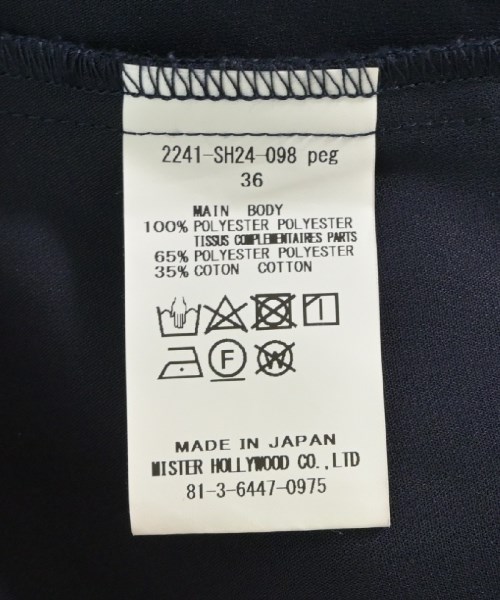 2241-SH24-098 peg
36
MAIN BODY
100% POLYESTER POLYESTER
TISSUS COMPLEMENTAIRES PARTS
65% POLYESTER POLYESTER
35% COTON COTTON
F W
MADE IN JAPAN
MISTER HOLLYWOOD CO.,LTD
81-3-6447-0975